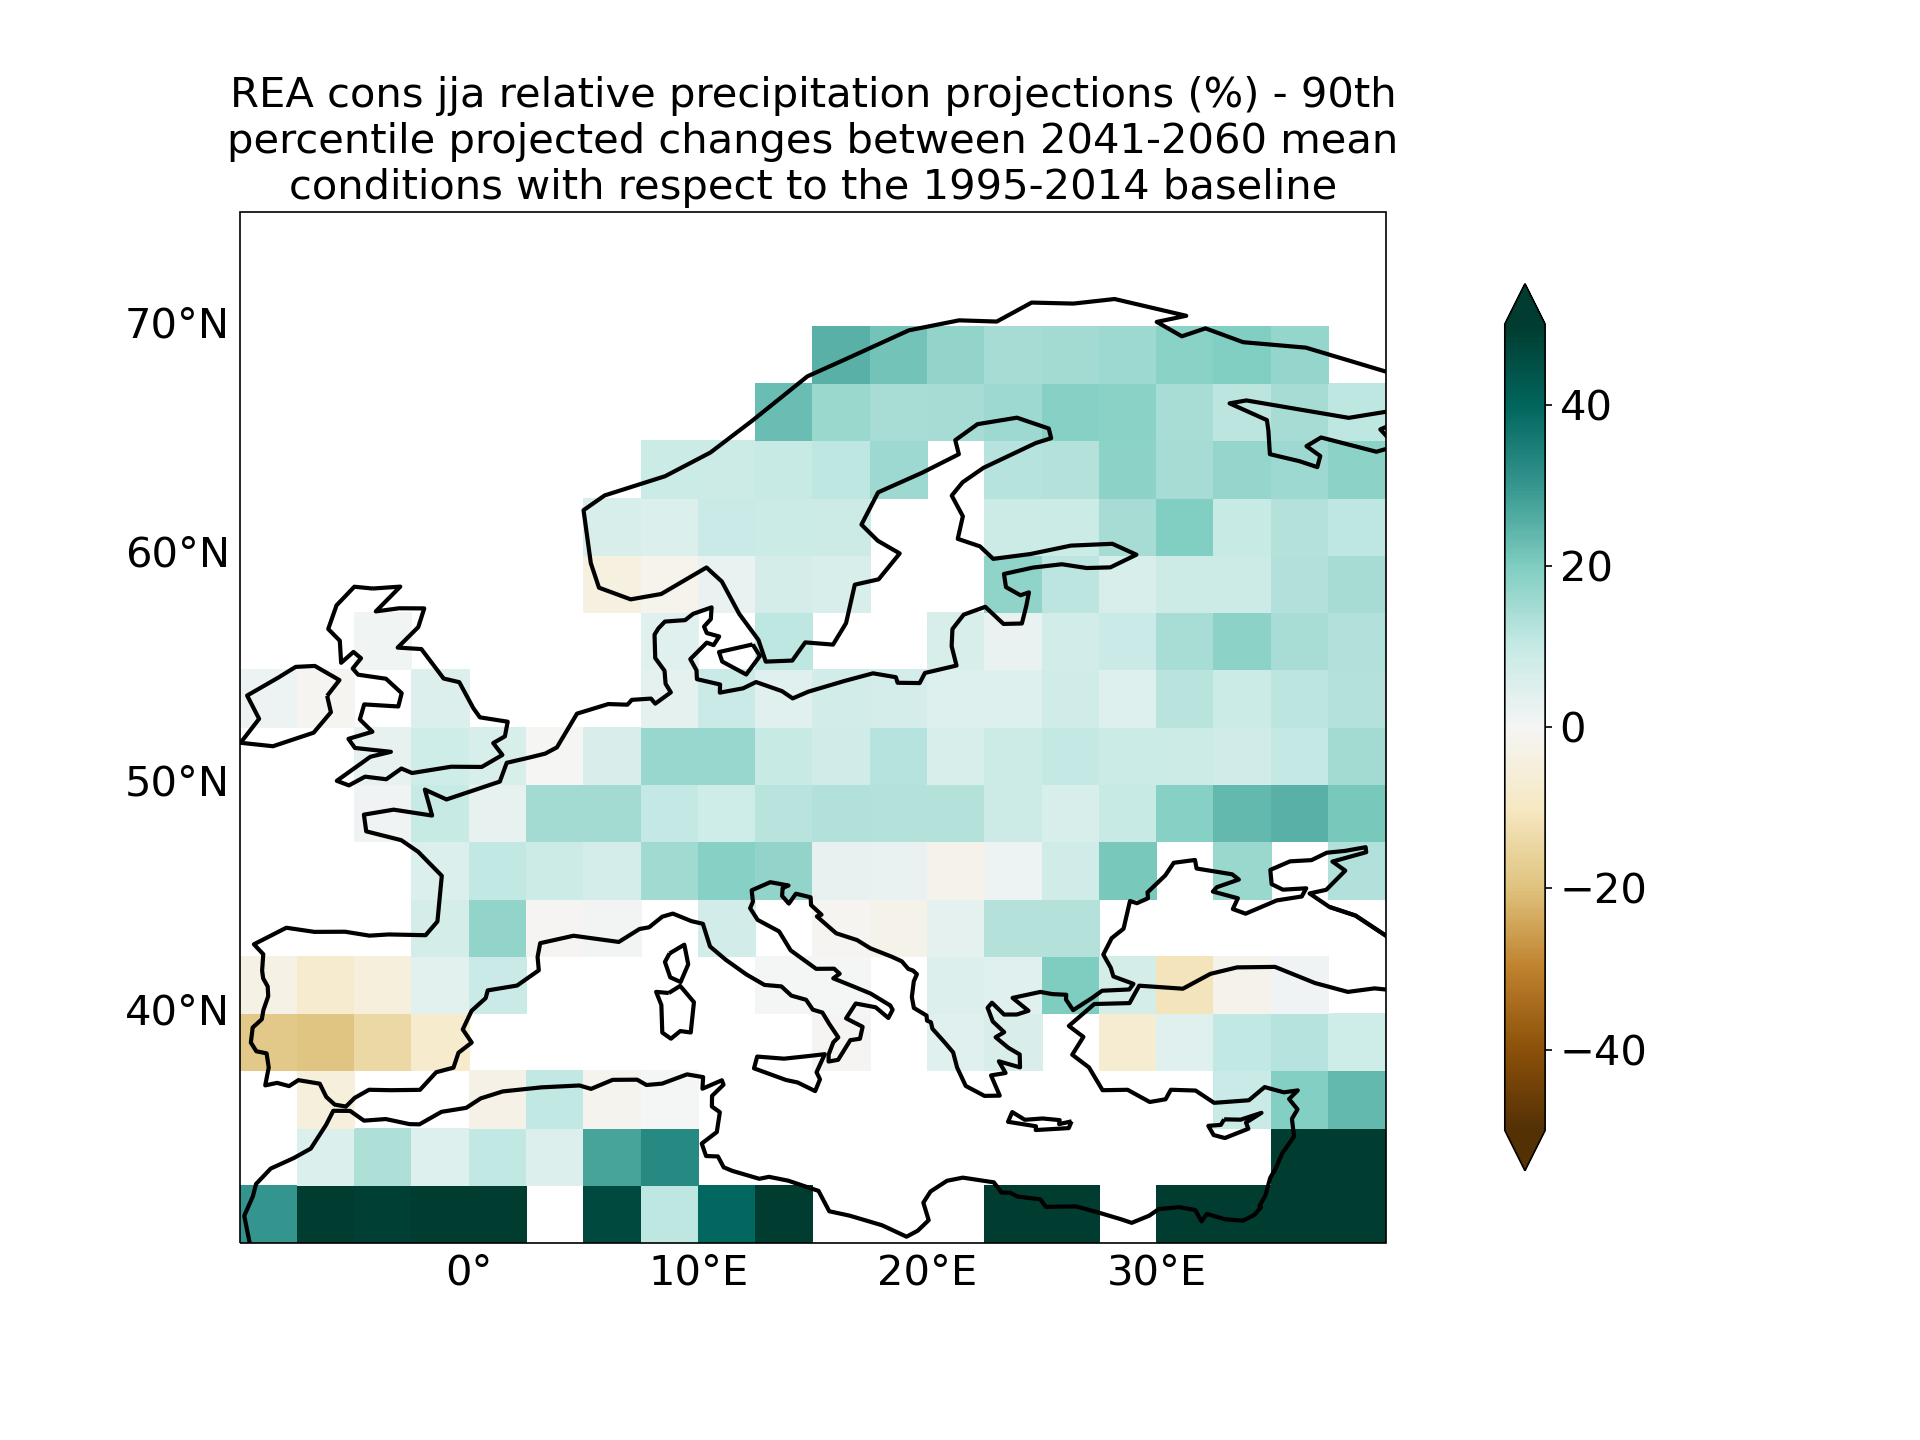 REA cons jja relative precipitation projections (%) - 90th
percentile projected changes between 2041-2060 mean
conditions with respect to the 1995-2014 baseline
70°N
60°N
50°N
40°N
0°
10°E
20°E
30°E
40
20
0
−20
−40